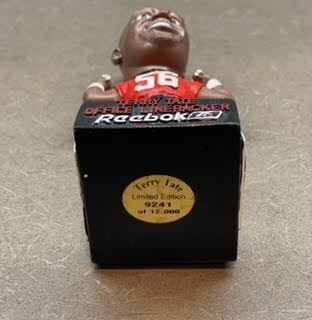 56
TERRY TATE
OFFICE LINEBACKER
Reebok
Terry Tate
Limited Edition
9241
of 12,000